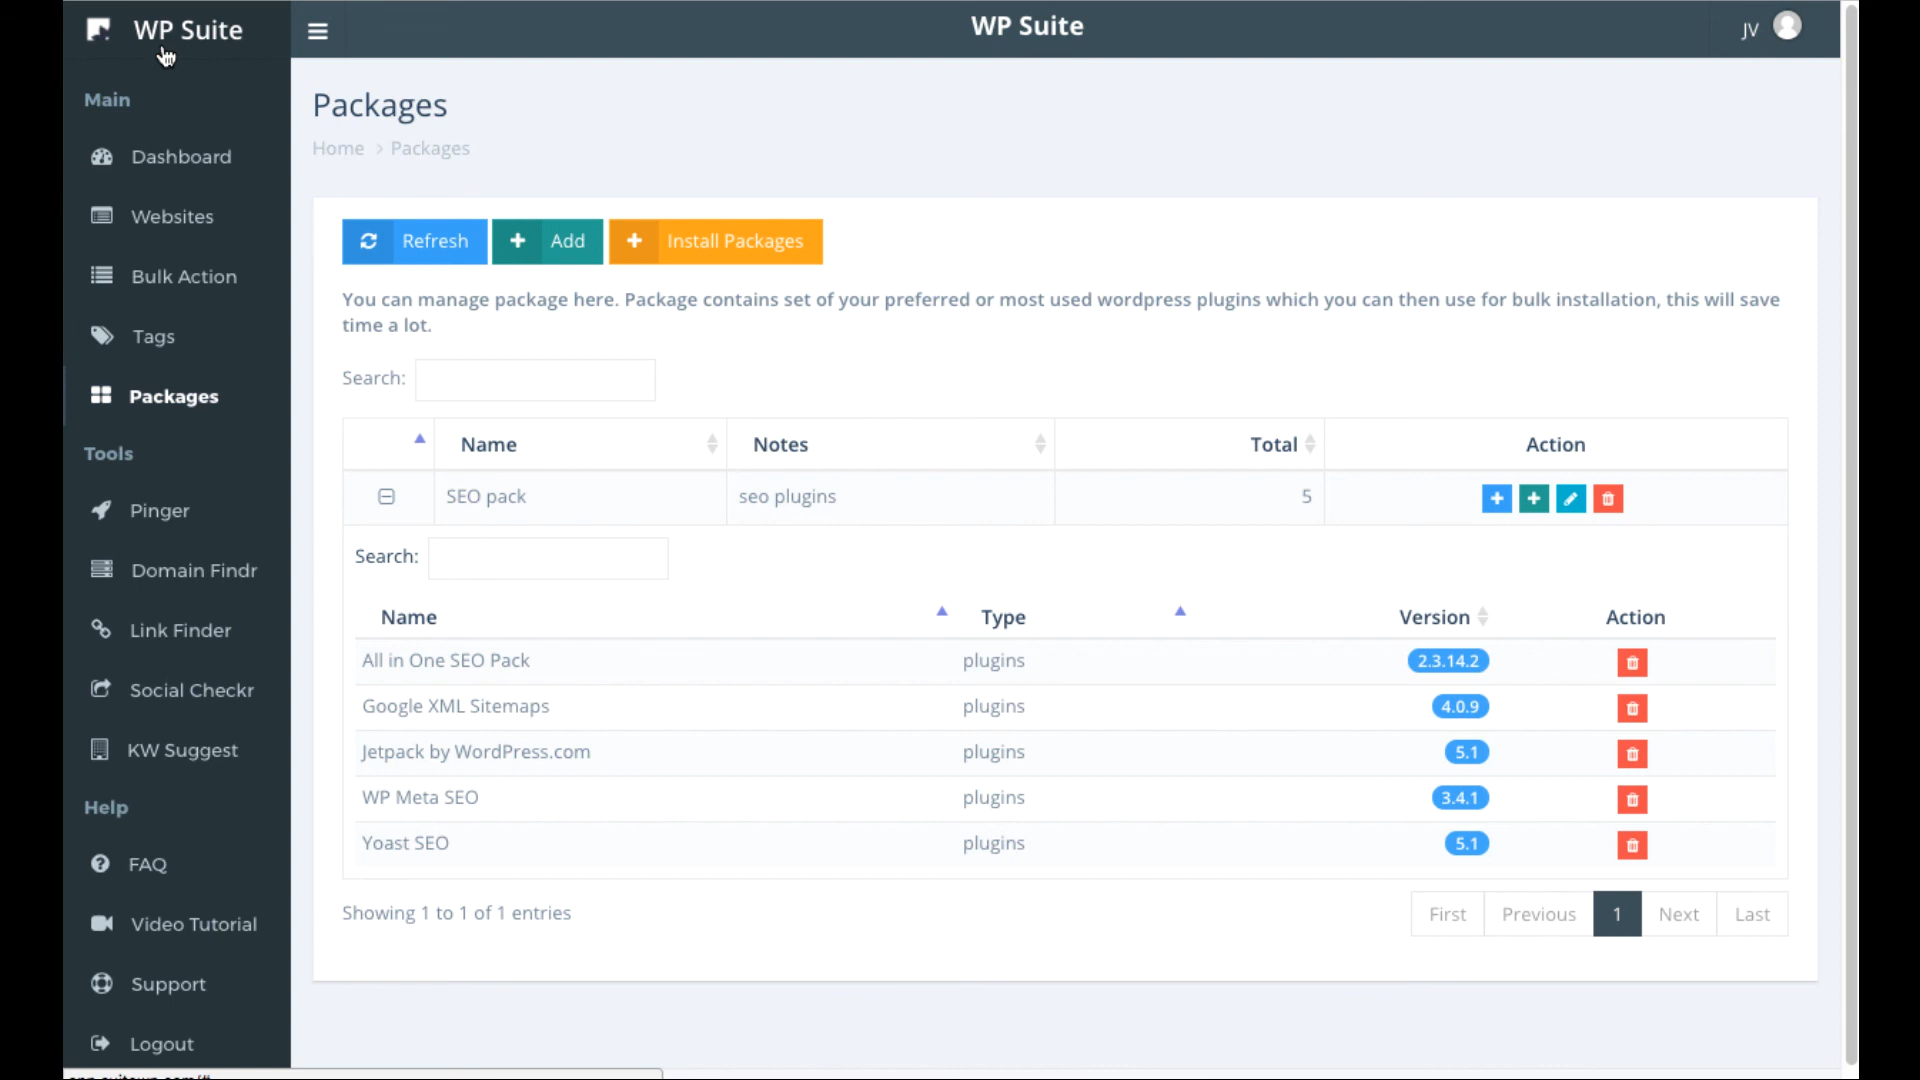 WP Suite
WP Suite
JV
Main
Dashboard
Websites
Bulk Action
Tags
Packages
Tools
Pinger
Domain Findr
Link Finder
Social Checkr
KW Suggest
Help
FAQ
Video Tutorial
Support
Logout
Packages
Home > Packages
Refresh
Add
Install Packages
You can manage package here. Package contains set of your preferred or most used wordpress plugins which you can then use for bulk installation, this will save
time a lot.
Search:
Name Notes Total Action
SEO pack seo plugins 5
Search:
Name Type Version Action
All in One SEO Pack plugins 2.3.14.2
Google XML Sitemaps plugins 4.0.9
Jetpack by WordPress.com plugins 5.1
WP Meta SEO plugins 3.4.1
Yoast SEO plugins 5.1
Showing 1 to 1 of 1 entries
First Previous 1 Next Last